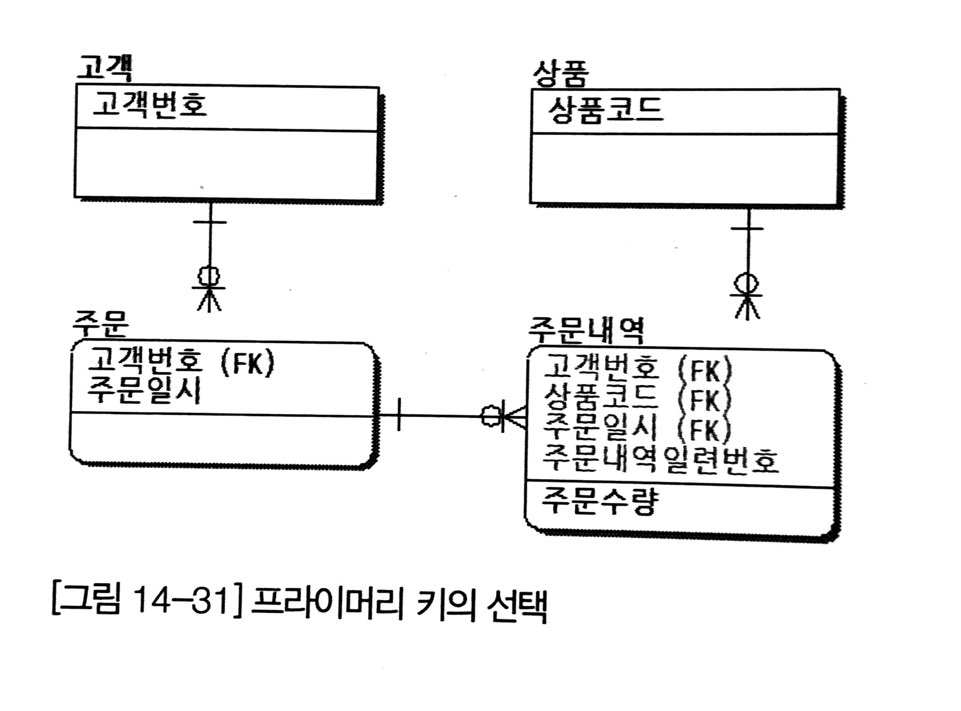 고객
고객번호
상품
상품코드
주문
고객번호 (FK)
주문일시
주문내역
고객번호 (FK)
상품코드 (FK)
주문일시 (FK)
주문내역일련번호
주문수량
[그림 14-31] 프라이머리 키의 선택